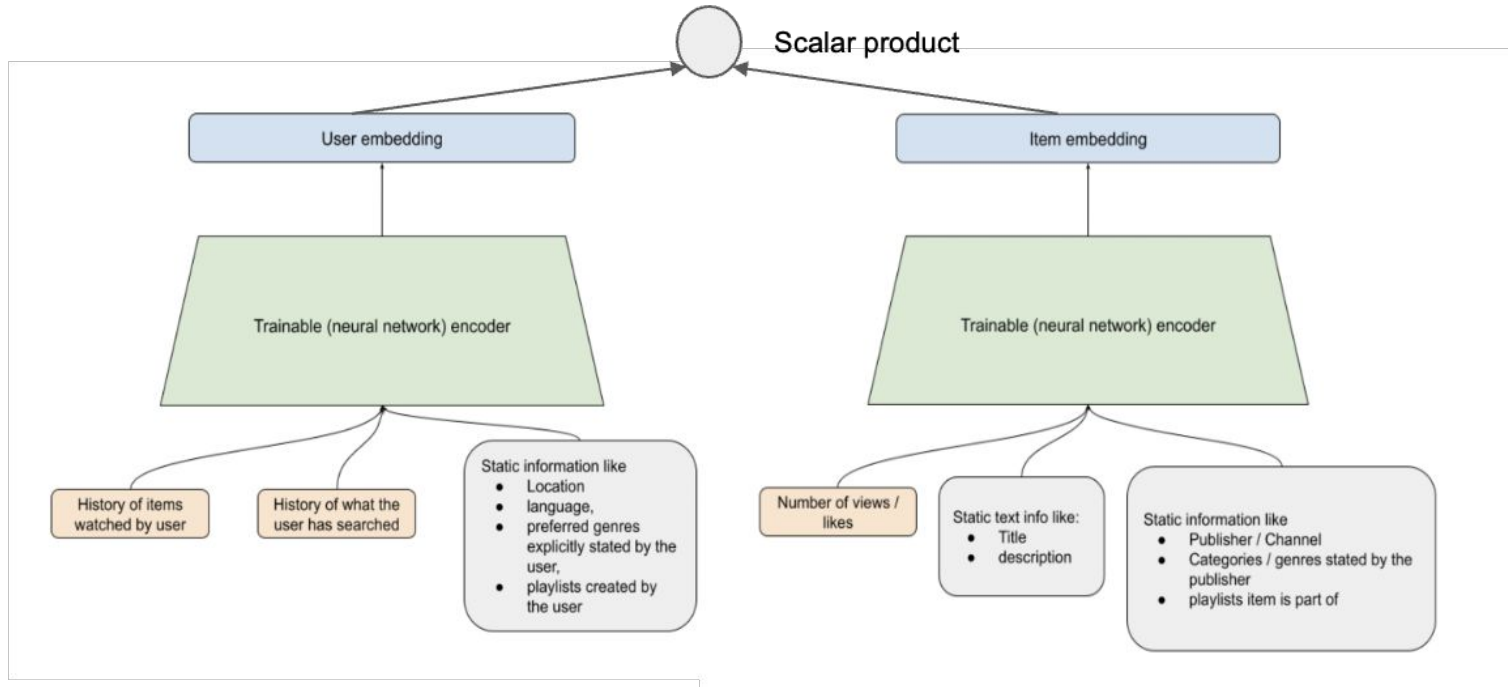 Scalar product
User embedding
Item embedding
Trainable (neural network) encoder
Trainable (neural network) encoder
History of items
watched by user
History of what the
user has searched
Static information like
● Location
● language,
● preferred genres
explicitly stated by the
user,
● playlists created by
the user
Number of views /
likes
Static text info like:
● Title
● description
Static information like
● Publisher / Channel
● Categories / genres stated by the
publisher
● playlists item is part of